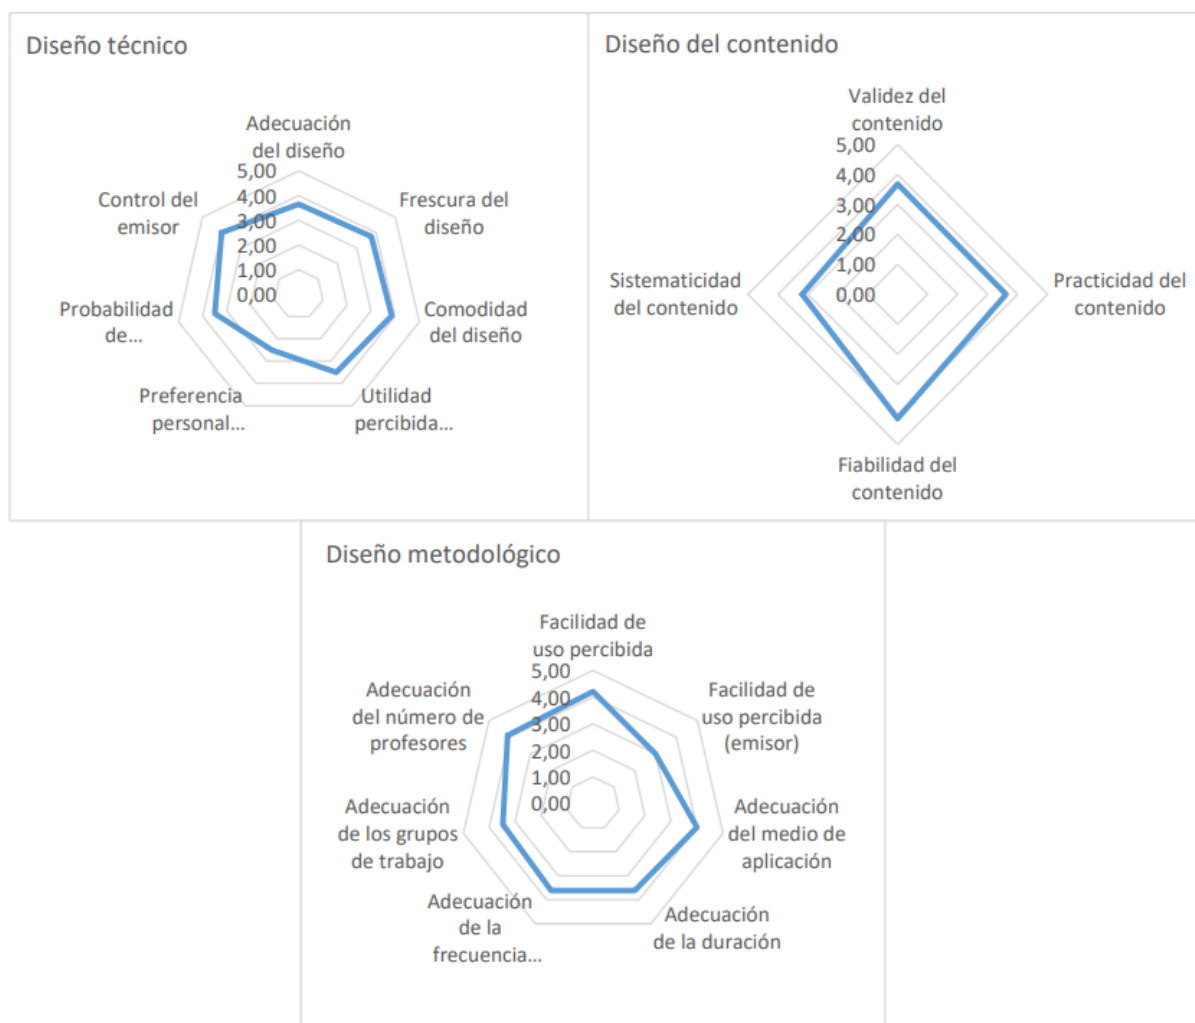 Diseño técnico
Adecuación
del diseño
5,00
4,00
3,00
2,00
1,00
0,00
Frescura del
diseño
Comodidad
del diseño
Utilidad
percibida...
Preferencia
personal...
Probabilidad
de...
Control del
emisor
Diseño del contenido
Validez del
contenido
5,00
4,00
3,00
2,00
1,00
0,00
Practicidad del
contenido
Fiabilidad del
contenido
Sistematicidad
del contenido
Diseño metodológico
Facilidad de
uso percibida
5,00
4,00
3,00
2,00
1,00
0,00
Facilidad de
uso percibida
(emisor)
Adecuación
del medio de
aplicación
Adecuación
de la duración
Adecuación
de la
frecuencia...
Adecuación
de los grupos
de trabajo
Adecuación
del número de
profesores